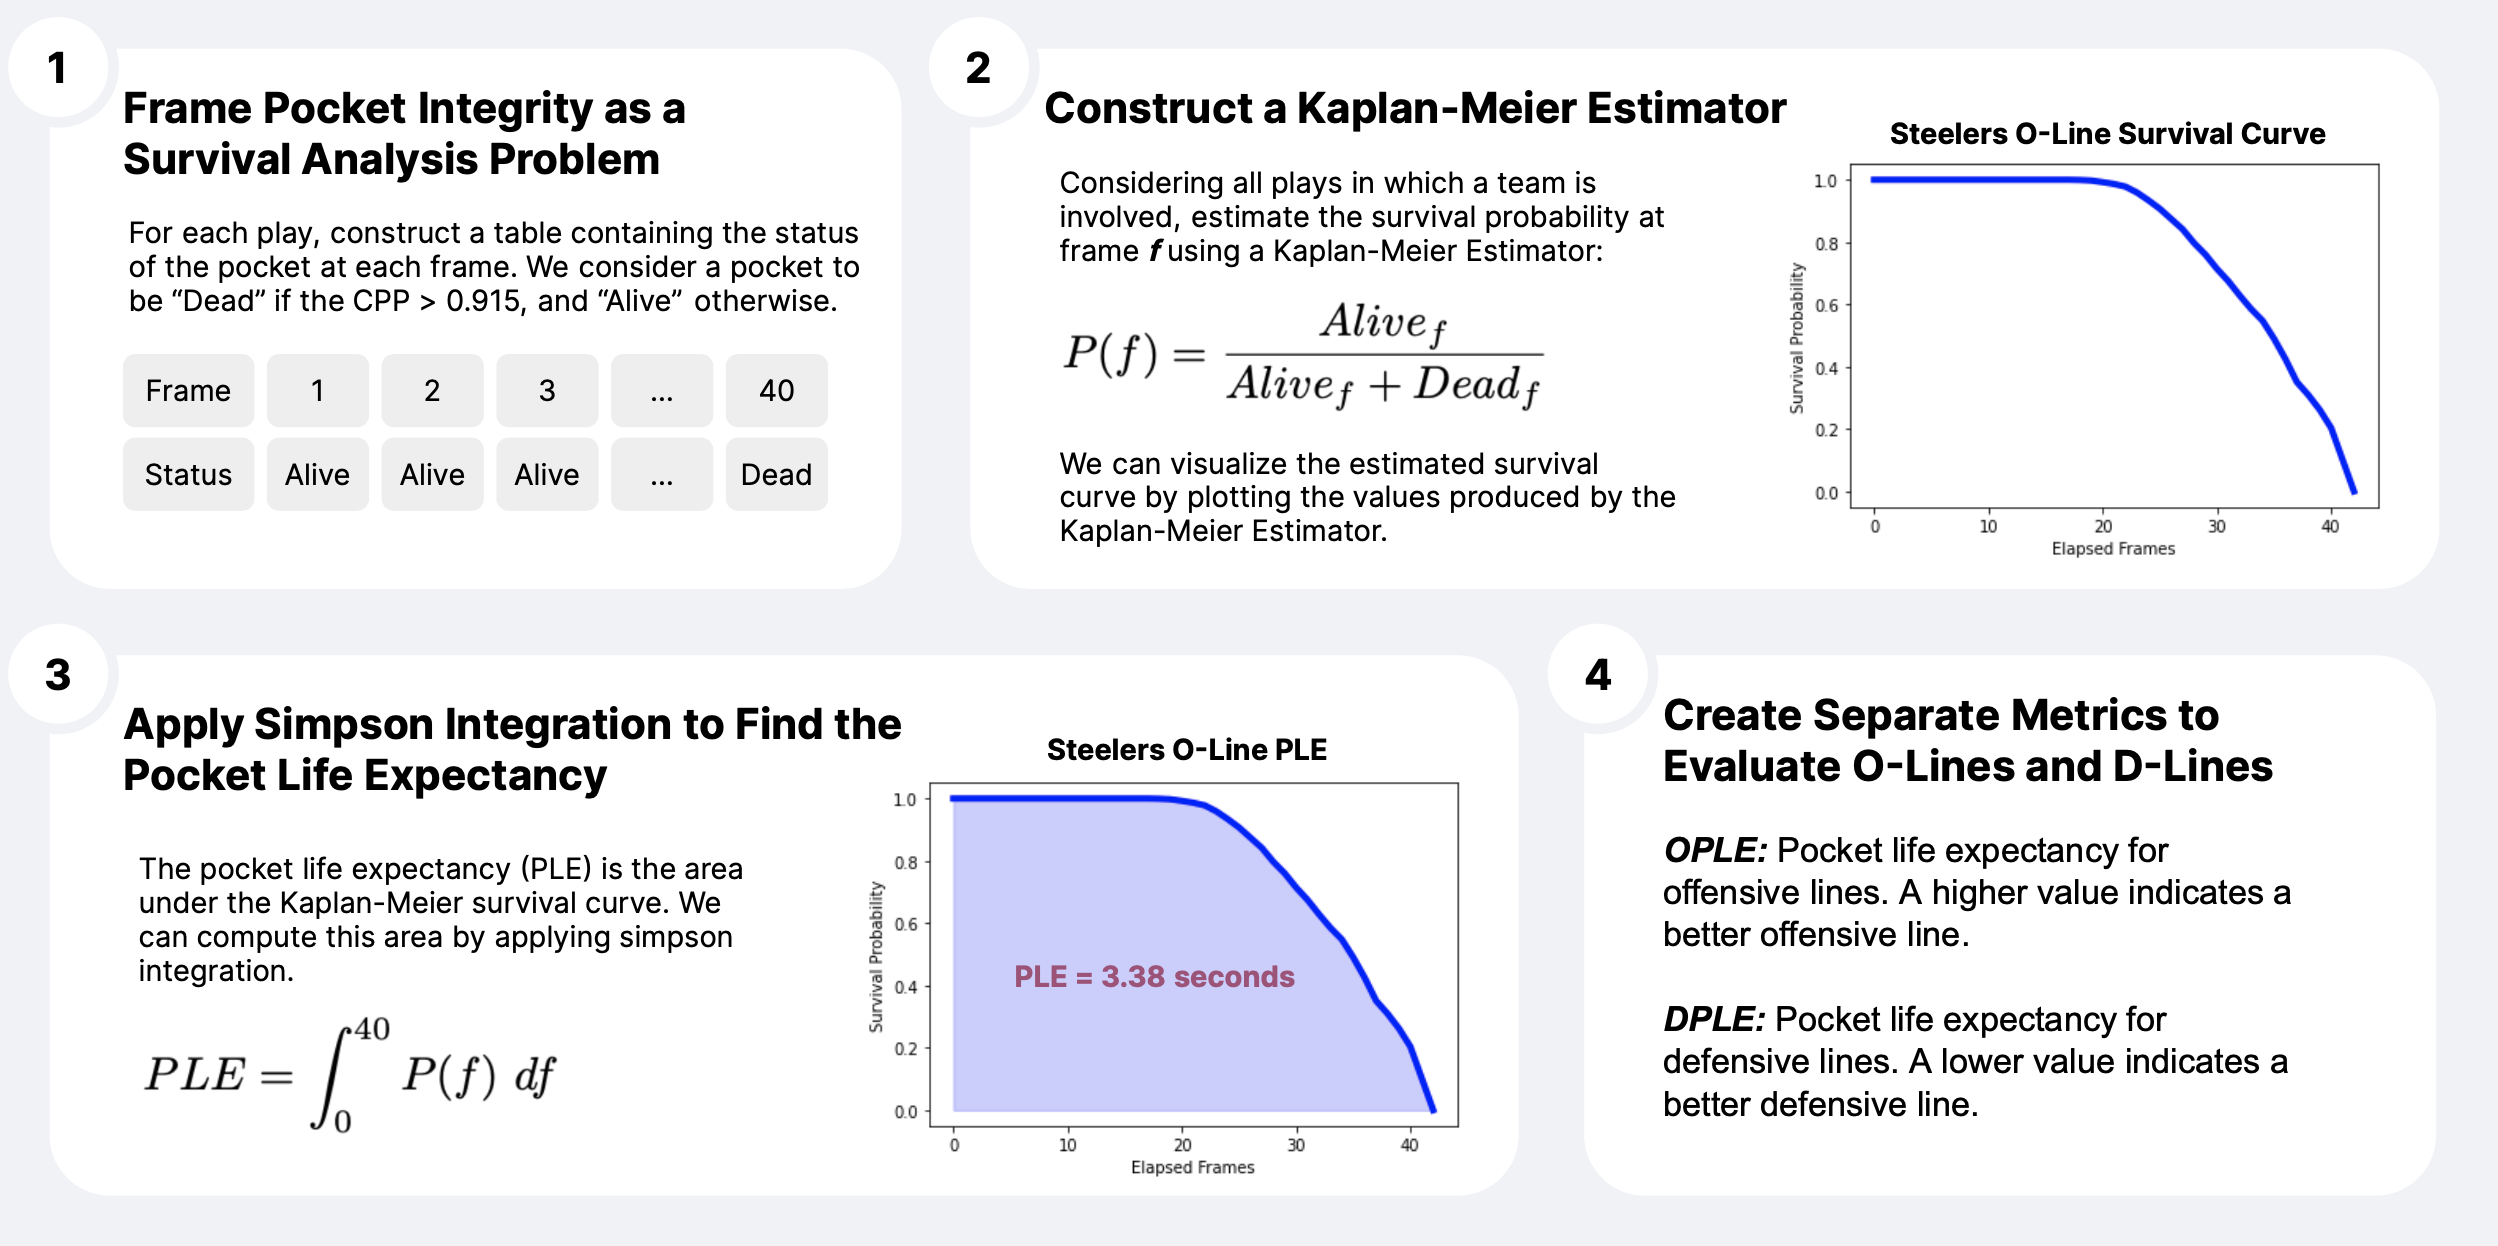 1
Frame Pocket Integrity as a
Survival Analysis Problem
For each play, construct a table containing the status
of the pocket at each frame. We consider a pocket to
be “Dead” if the CPP > 0.915, and “Alive” otherwise.
Frame 1 2 3 ... 40
Status Alive Alive Alive ... Dead
2
Construct a Kaplan-Meier Estimator
Considering all plays in which a team is
involved, estimate the survival probability at
frame f using a Kaplan-Meier Estimator:
P(f) = Alive_f / (Alive_f + Dead_f)
We can visualize the estimated survival
curve by plotting the values produced by the
Kaplan-Meier Estimator.
Steelers O-Line Survival Curve
Survival Probability
1.0
0.8
0.6
0.4
0.2
0.0
0 10 20 30 40
Elapsed Frames
3
Apply Simpson Integration to Find the
Pocket Life Expectancy
The pocket life expectancy (PLE) is the area
under the Kaplan-Meier survival curve. We
can compute this area by applying simpson
integration.
PLE = ∫_0^40 P(f) df
Steelers O-Line PLE
Survival Probability
1.0
0.8
0.6
0.4
0.2
0.0
PLE = 3.38 seconds
0 10 20 30 40
Elapsed Frames
4
Create Separate Metrics to
Evaluate O-Lines and D-Lines
OPLE: Pocket life expectancy for
offensive lines. A higher value indicates a
better offensive line.
DPLE: Pocket life expectancy for
defensive lines. A lower value indicates a
better defensive line.